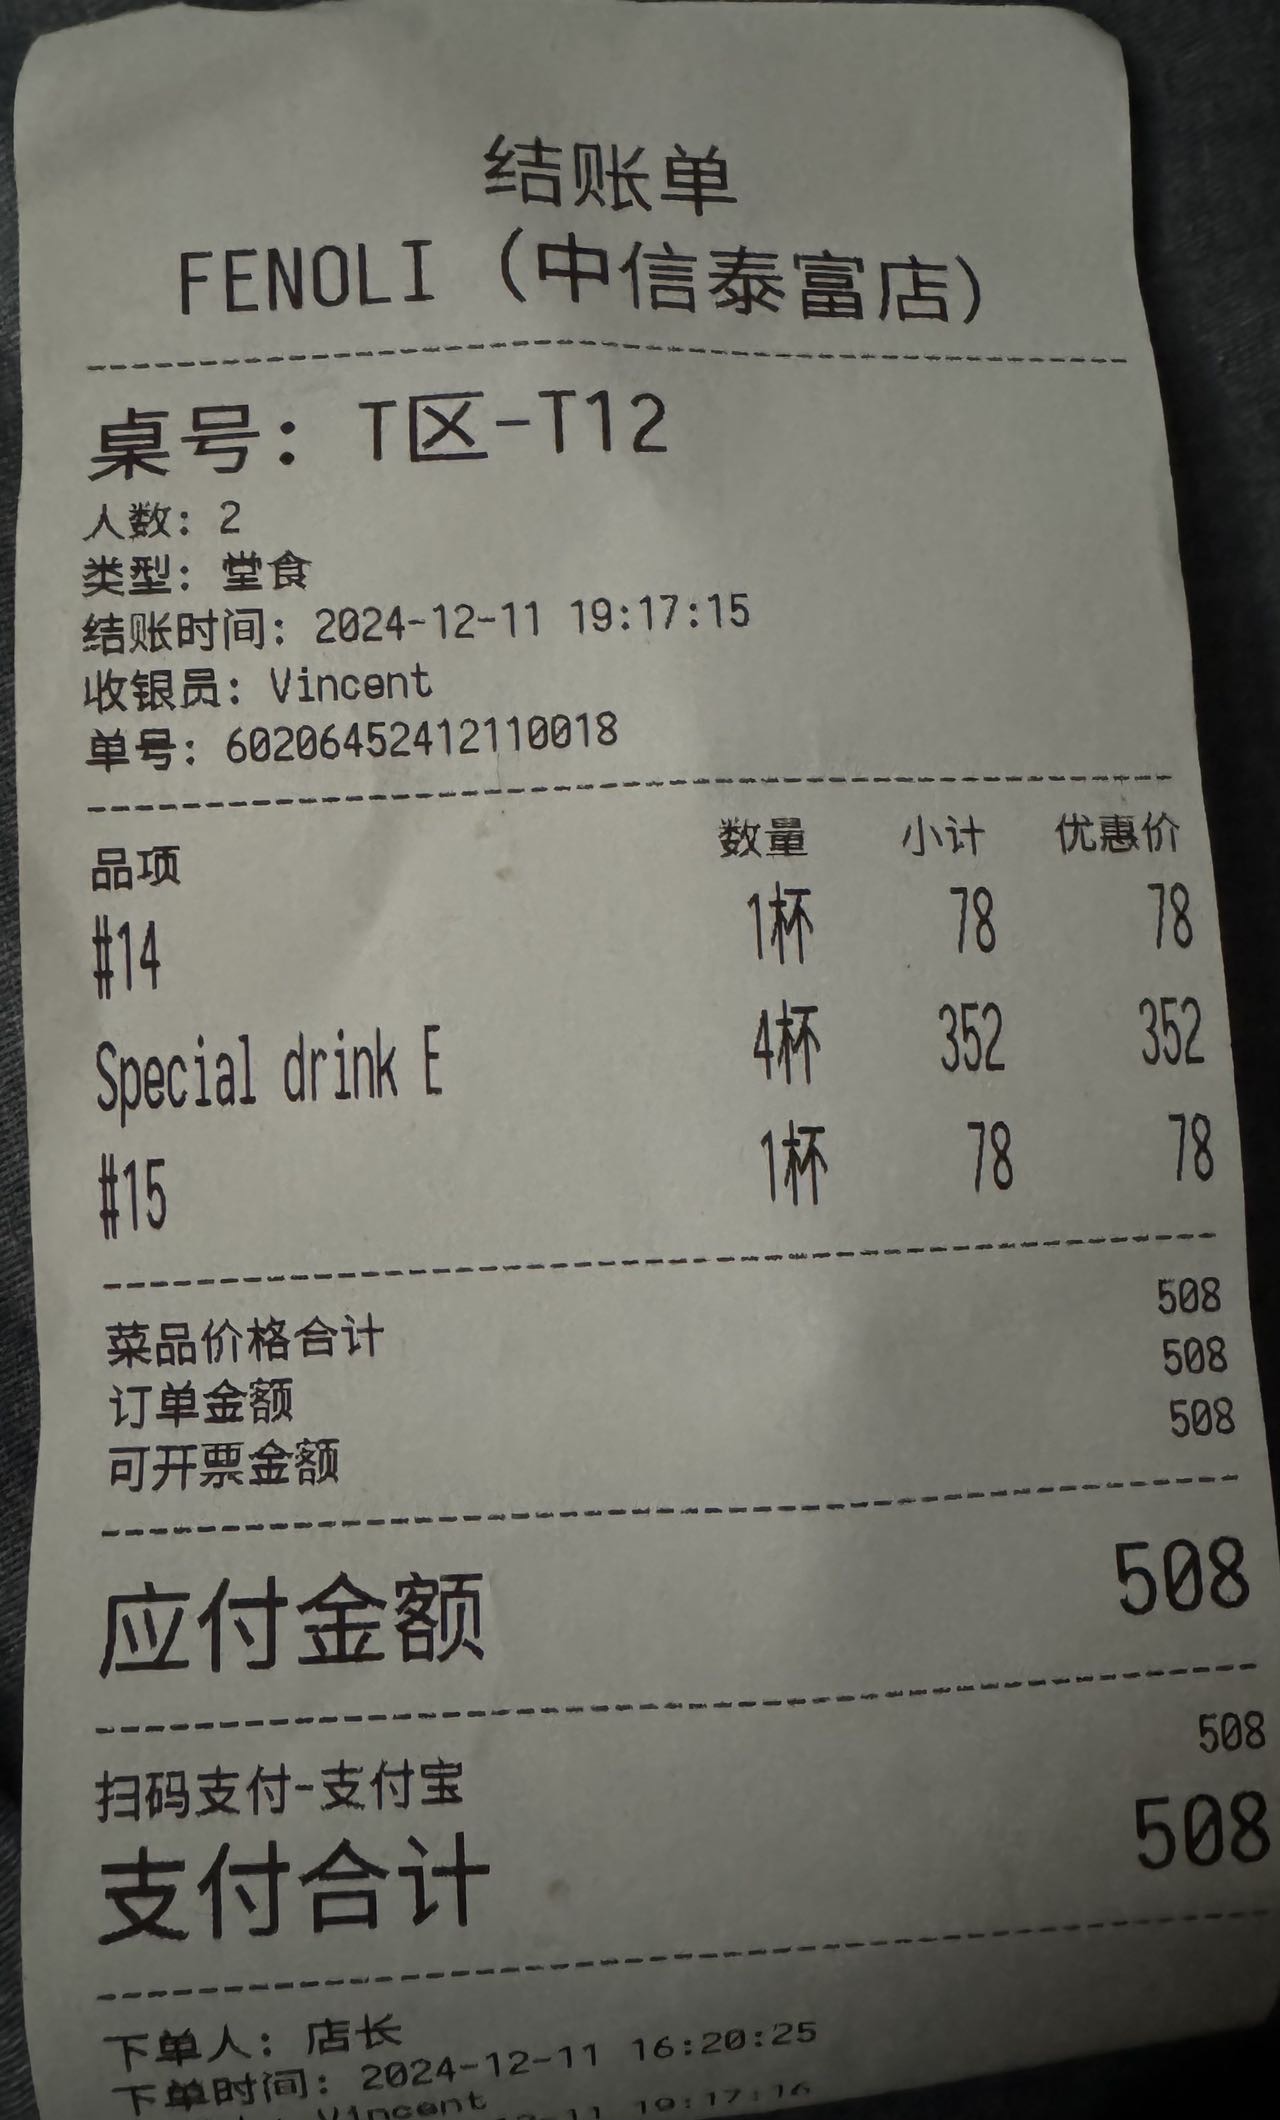 结账单
FENOLI（中信泰富店）
桌号：T区-T12
人数：2
类型：堂食
结账时间：2024-12-11 19:17:15
收银员：Vincent
单号：60206452412110018
品项 数量 小计 优惠价
#14 1杯 78 78
Special drink E 4杯 352 352
#15 1杯 78 78
菜品价格合计 508
订单金额 508
可开票金额 508
应付金额 508
扫码支付-支付宝 508
支付合计 508
下单人：店长
下单时间：2024-12-11 16:20:25
Vincent
19:17:16